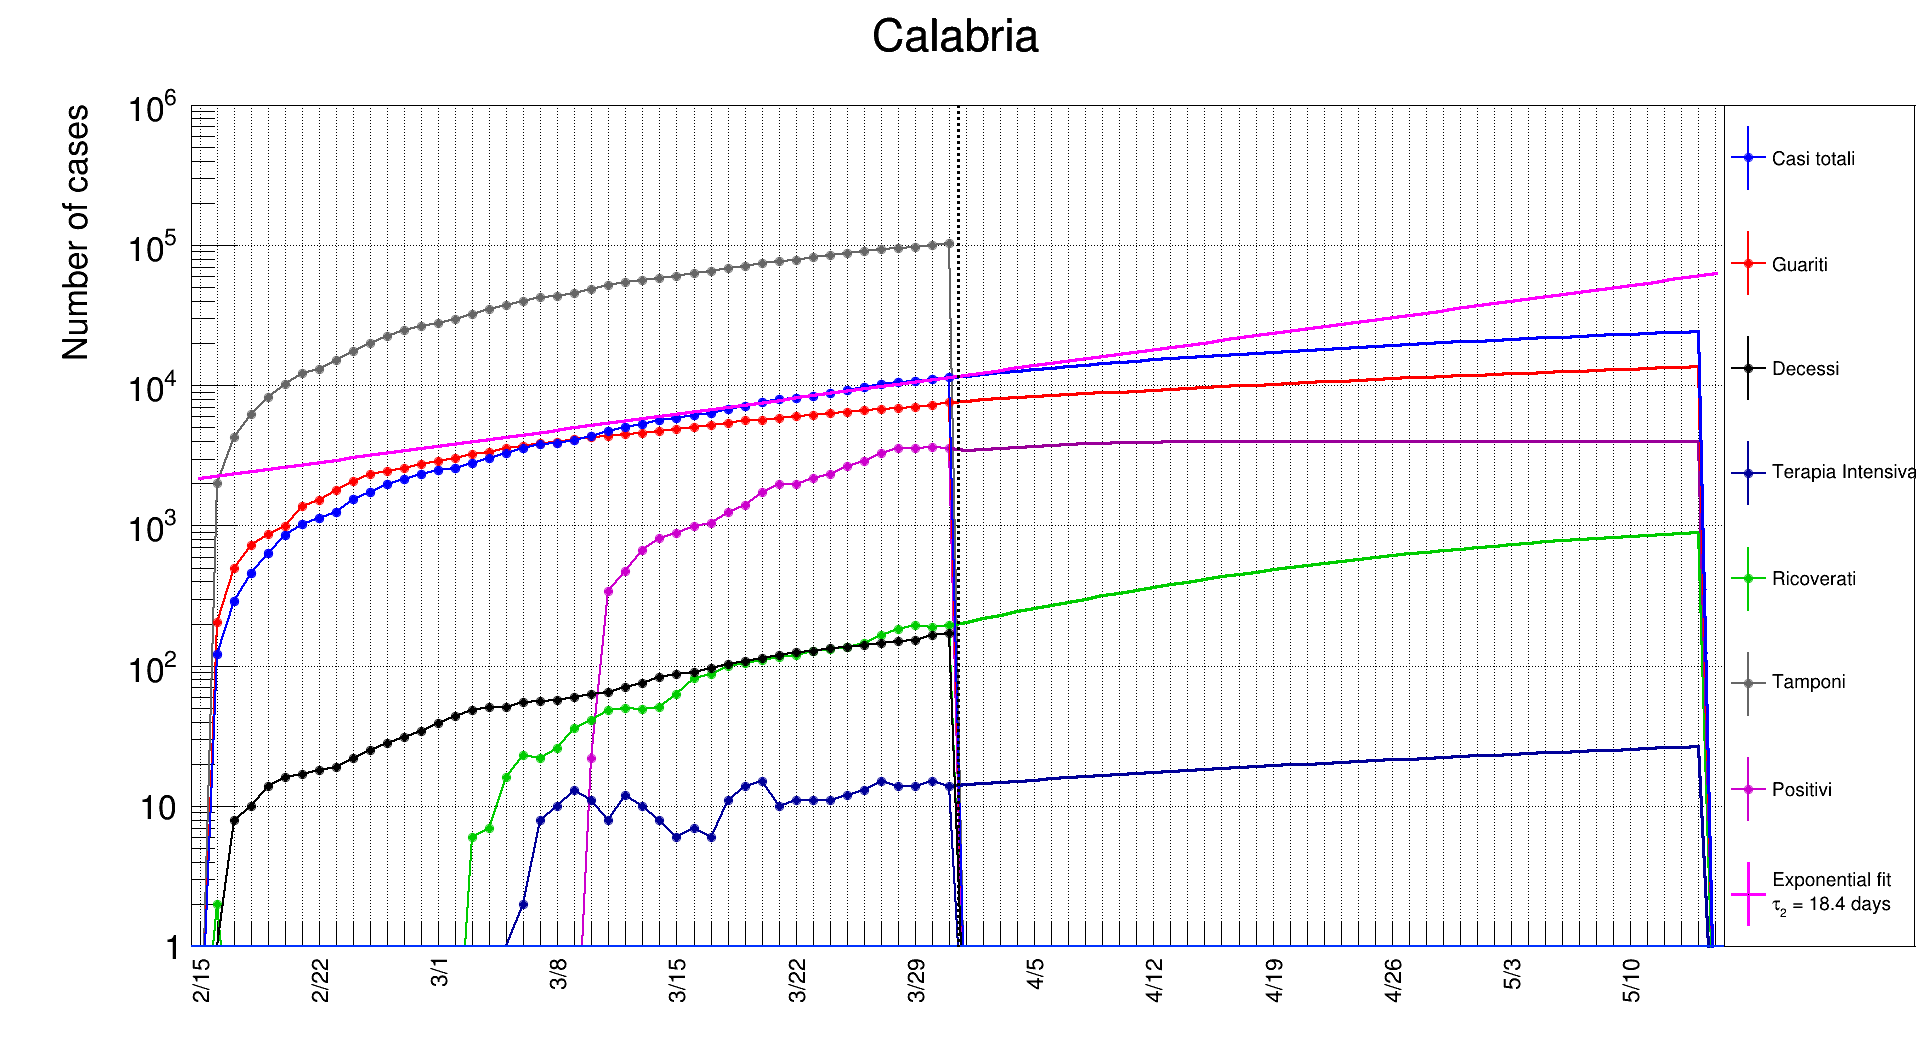 Calabria
Number of cases
10^6
10^5
10^4
10^3
10^2
10
1
2/15 2/22 3/1 3/8 3/15 3/22 3/29 4/5 4/12 4/19 4/26 5/3 5/10
Casi totali
Guariti
Decessi
Terapia Intensiva
Ricoverati
Tamponi
Positivi
Exponential fit
τ_2 = 18.4 days